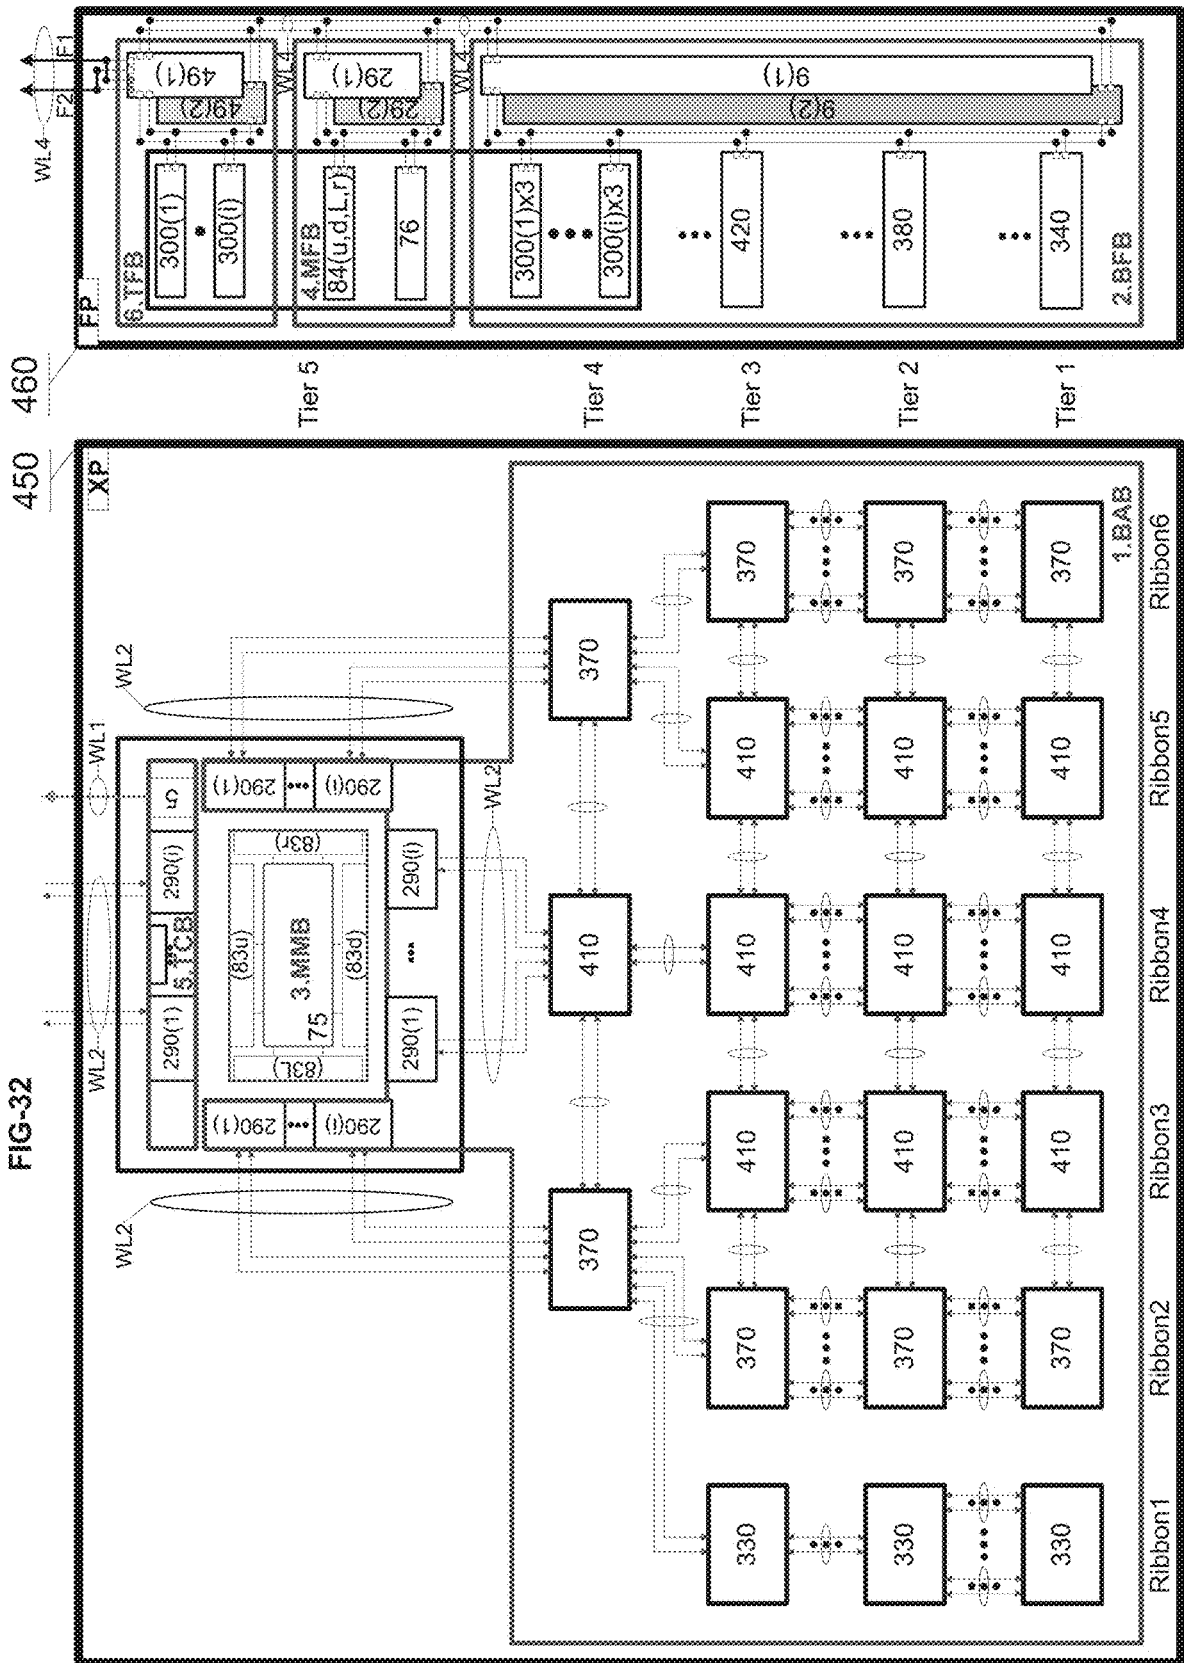 FIG-32
450
460
WL2
WL2
WL1
WL4
F2
F1
XP
FP
290(1)
5.TCB
290(i)
5
6.TFB
300(1)
300(i)
49(1)
49(2)
WL2
290(1)
290(i)
(83L)
(83u)
3.MMB
75
(83d)
(83r)
290(1)
290(i)
WL2
290(1)
290(i)
WL2
Tier 5
4.MFB
84(u,d,L,r)
76
29(1)
29(2)
WL4
370
410
370
Tier 4
300(1)x3
300(i)x3
WL4
9(1)
9(2)
330
370
410
410
410
370
Tier 3
420
330
370
410
410
410
370
Tier 2
380
330
370
410
410
410
370
Tier 1
340
1.BAB
2.BFB
Ribbon1
Ribbon2
Ribbon3
Ribbon4
Ribbon5
Ribbon6